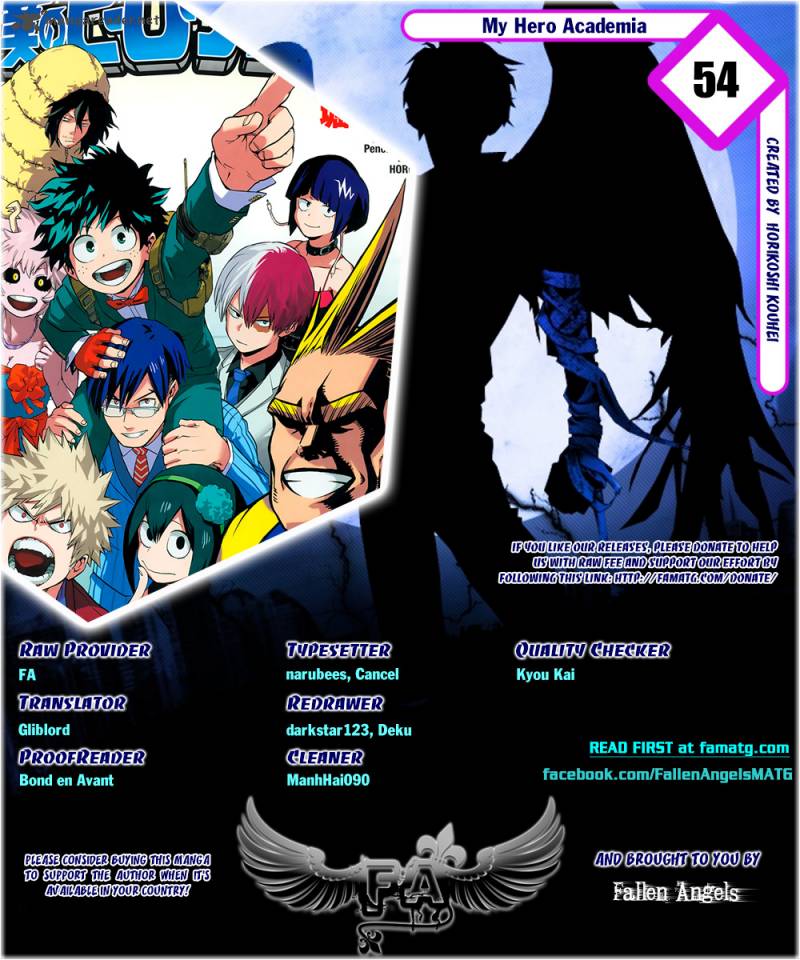 My Hero Academia
54
CREATED BY HORIKOSHI KOUHEI
僕のヒロ
IF YOU LIKE OUR RELEASES, PLEASE DONATE TO HELP
US WITH RAW FEE AND SUPPORT OUR EFFORT BY
FOLLOWING THIS LINK: HTTP://FAMATG.COM/DONATE/
RAW PROVIDER
FA
TRANSLATOR
Gliblord
PROOFREADER
Bond en Avant
TYPESETTER
narubees, Cancel
REDRAWER
darkstar123, Deku
CLEANER
ManhHai090
QUALITY CHECKER
Kyou Kai
READ FIRST at famatg.com
facebook.com/FallenAngelsMATG
PLEASE CONSIDER BUYING THIS MANGA
TO SUPPORT THE AUTHOR WHEN IT'S
AVAILABLE IN YOUR COUNTRY!
FA
AND BROUGHT TO YOU BY
Fallen Angels